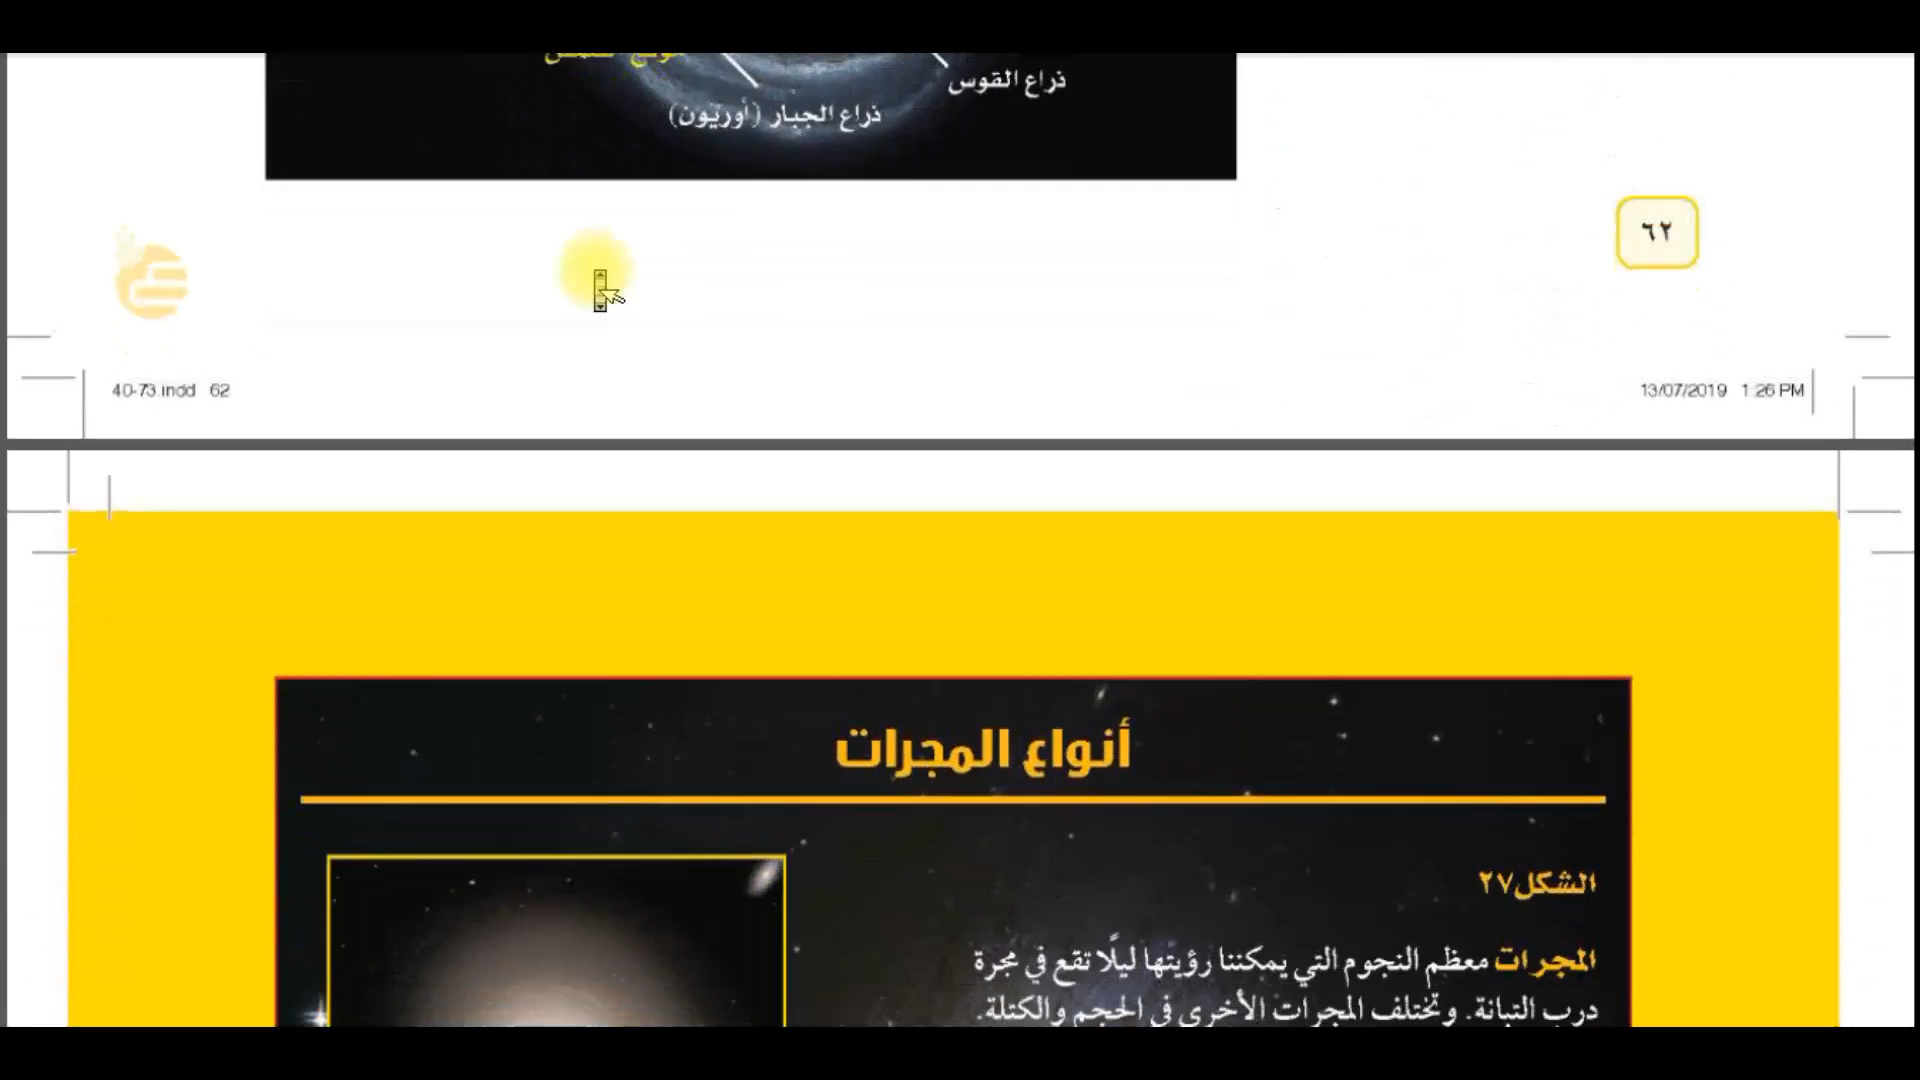 ذراع القوس
ذراع الجبار (أوريون)
٦٢
40-73.indd 62
13/07/2019 1:26 PM
أنواع المجرات
الشكل٢٧
المجرات معظم النجوم التي يمكننا رؤيتها ليلًا تقع في مجرة
درب التبانة. وتختلف المجرات الأخرى في الحجم والكتلة.